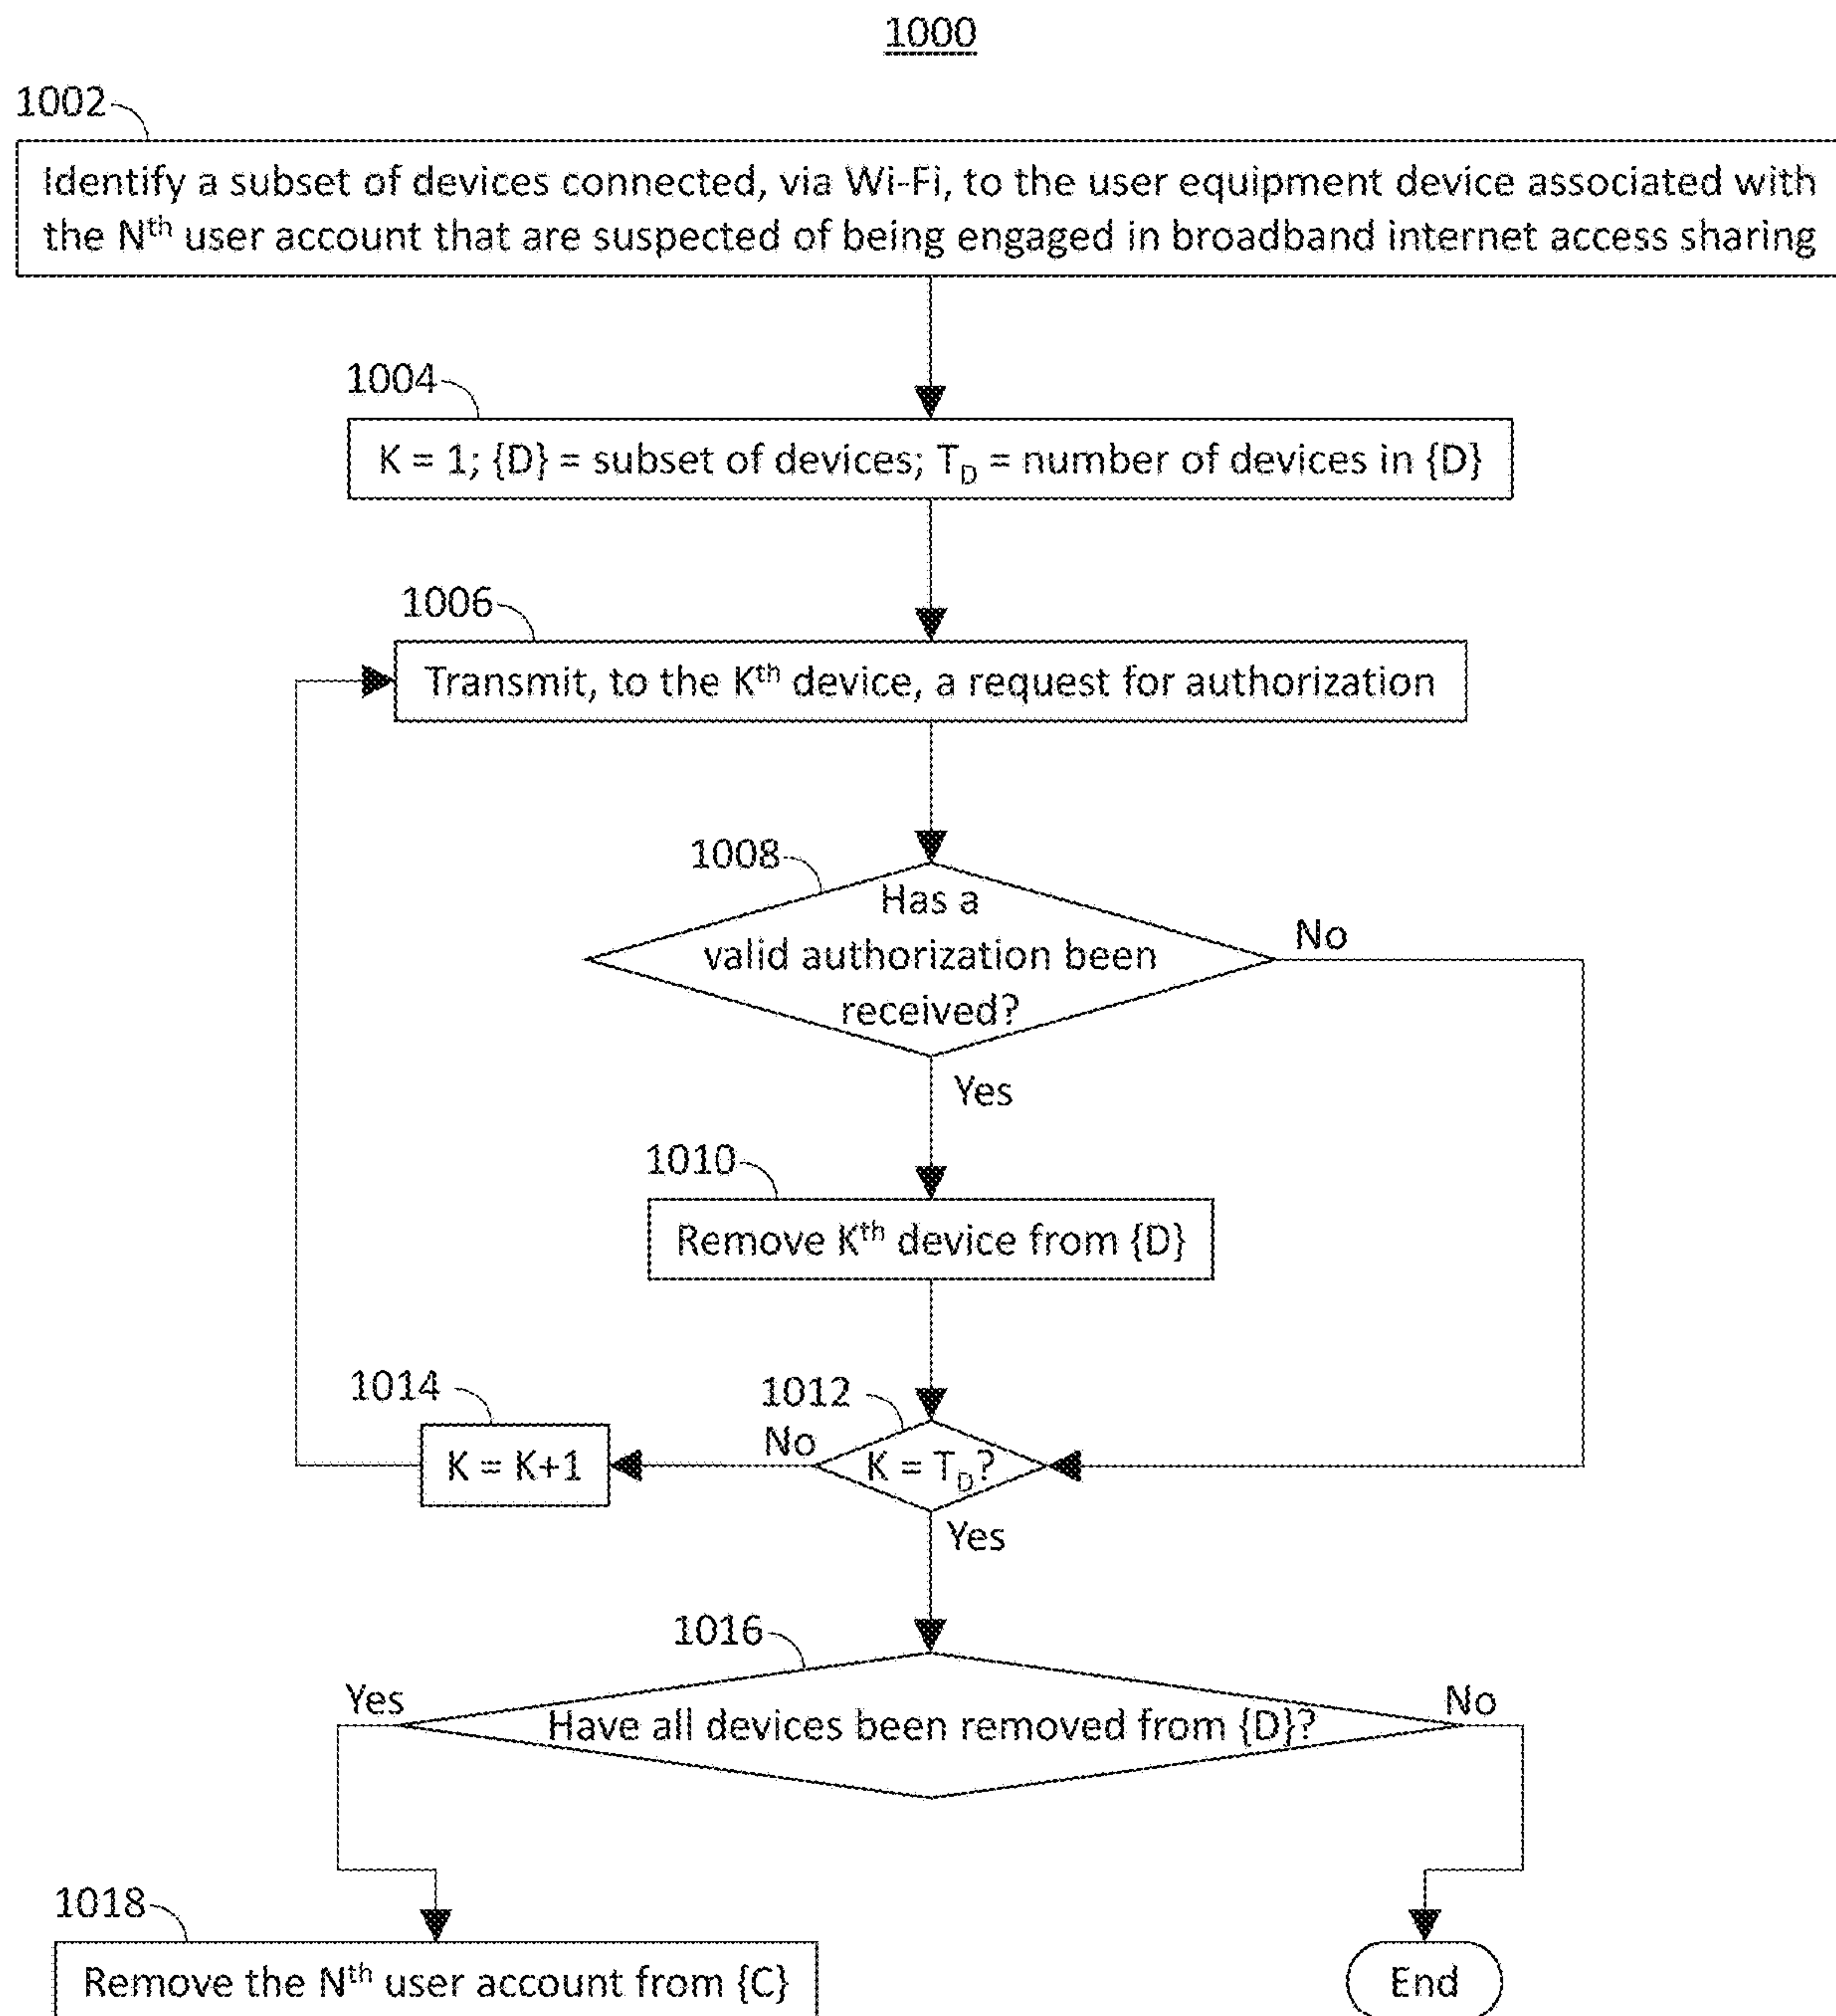 1000
1002
Identify a subset of devices connected, via Wi-Fi, to the user equipment device associated with
the Nth user account that are suspected of being engaged in broadband internet access sharing
1004
K = 1; {D} = subset of devices; TD = number of devices in {D}
1006
Transmit, to the Kth device, a request for authorization
1008
Has a
valid authorization been
received?
No
Yes
1010
Remove Kth device from {D}
1014
1012
K = K+1
No
K = TD?
Yes
1016
Yes
Have all devices been removed from {D}?
No
1018
Remove the Nth user account from {C}
End